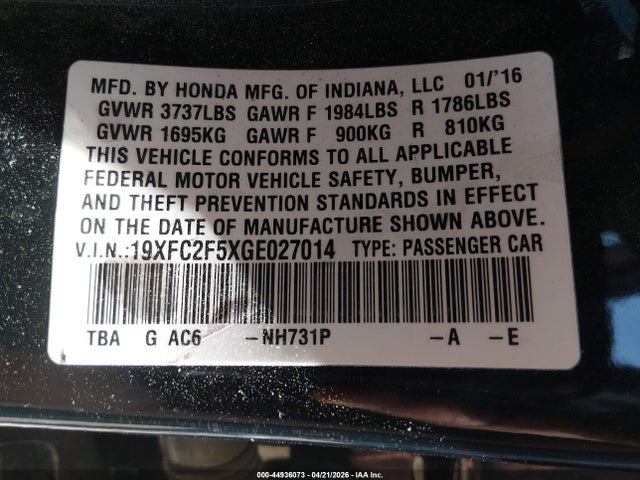 MFD. BY HONDA MFG. OF INDIANA, LLC 01/'16
GVWR 3737LBS GAWR F 1984LBS R 1786LBS
GVWR 1695KG GAWR F 900KG R 810KG
THIS VEHICLE CONFORMS TO ALL APPLICABLE
FEDERAL MOTOR VEHICLE SAFETY, BUMPER,
AND THEFT PREVENTION STANDARDS IN EFFECT
ON THE DATE OF MANUFACTURE SHOWN ABOVE.
V.I.N.:19XFC2F5XGE027014 TYPE: PASSENGER CAR
TBA G AC6 –NH731P –A –E
000-44936073 - 04/21/2026 - IAA Inc.